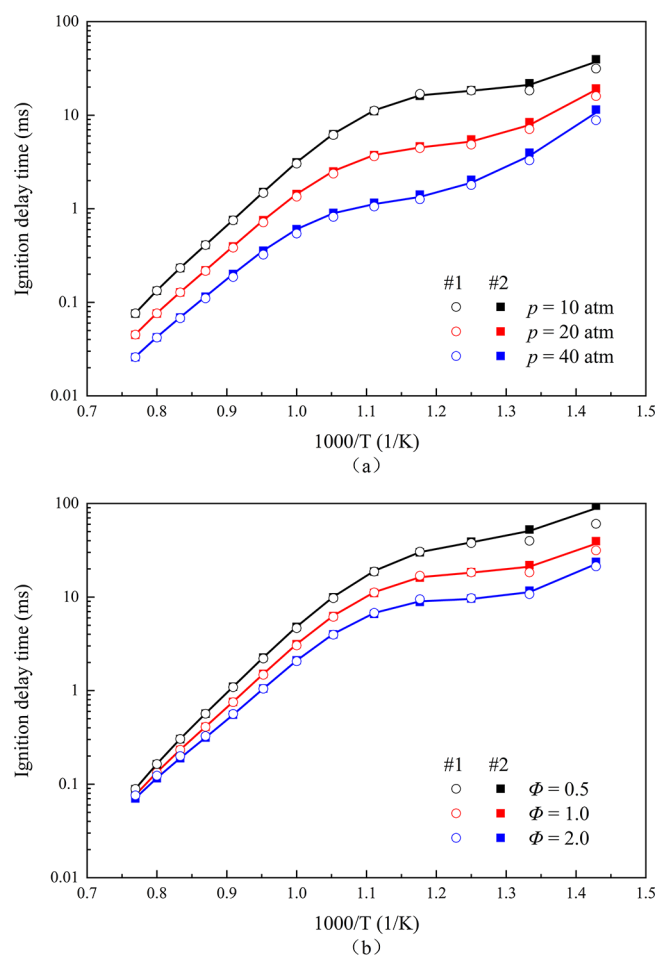 100
10
1
0.1
0.01
Ignition delay time (ms)
#1 #2
p = 10 atm
p = 20 atm
p = 40 atm
0.7 0.8 0.9 1.0 1.1 1.2 1.3 1.4 1.5
1000/T (1/K)
（a）
100
10
1
0.1
0.01
Ignition delay time (ms)
#1 #2
Φ = 0.5
Φ = 1.0
Φ = 2.0
0.7 0.8 0.9 1.0 1.1 1.2 1.3 1.4 1.5
1000/T (1/K)
（b）